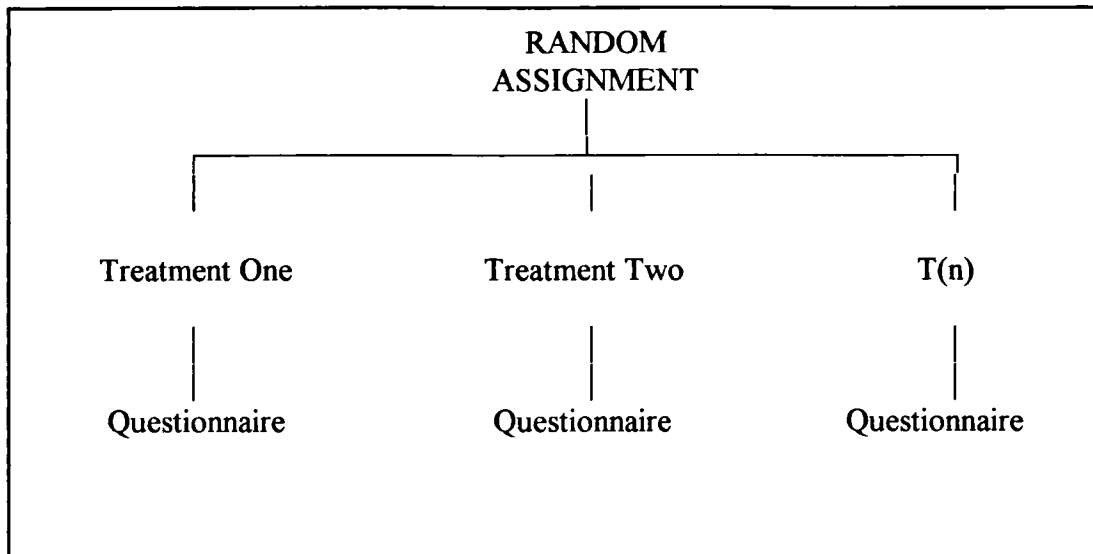 RANDOM
ASSIGNMENT
Treatment One Treatment Two T(n)
Questionnaire Questionnaire Questionnaire